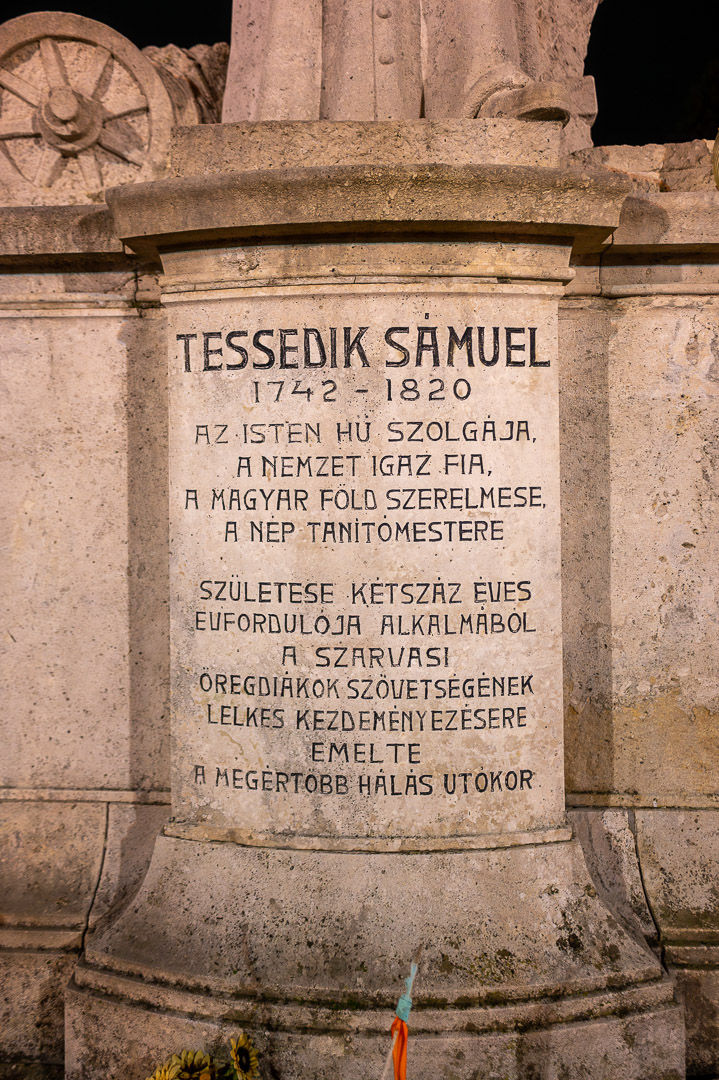 TESSEDIK SÁMUEL
1742 - 1820
AZ ISTEN HŰ SZOLGÁJA,
A NEMZET IGAZ FIA,
A MAGYAR FÖLD SZERELMESE,
A NÉP TANÍTÓMESTERE
SZÜLETÉSE KÉTSZÁZ ÉVES
ÉVFORDULÓJA ALKALMÁBÓL
A SZARVASI
ÖREGDIÁKOK SZÖVETSÉGÉNEK
LELKES KEZDEMÉNYEZÉSÉRE
EMELTE
A MEGÉRTŐBB HÁLÁS UTÓKOR